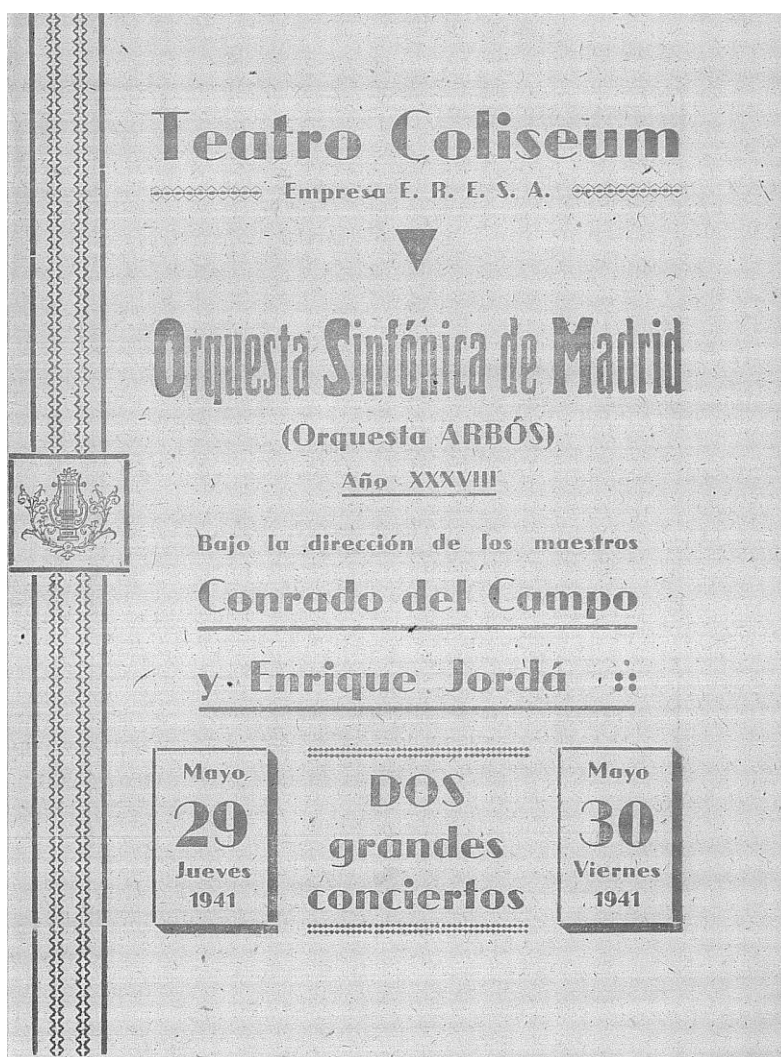 Teatro Coliseum
Empresa E. R. E. S. A.
Orquesta Sinfónica de Madrid
(Orquesta ARBÓS)
Año XXXVIII
Bajo la dirección de los maestros
Conrado del Campo
y Enrique Jordá
Mayo
29
Jueves
1941
DOS
grandes
conciertos
Mayo
30
Viernes
1941